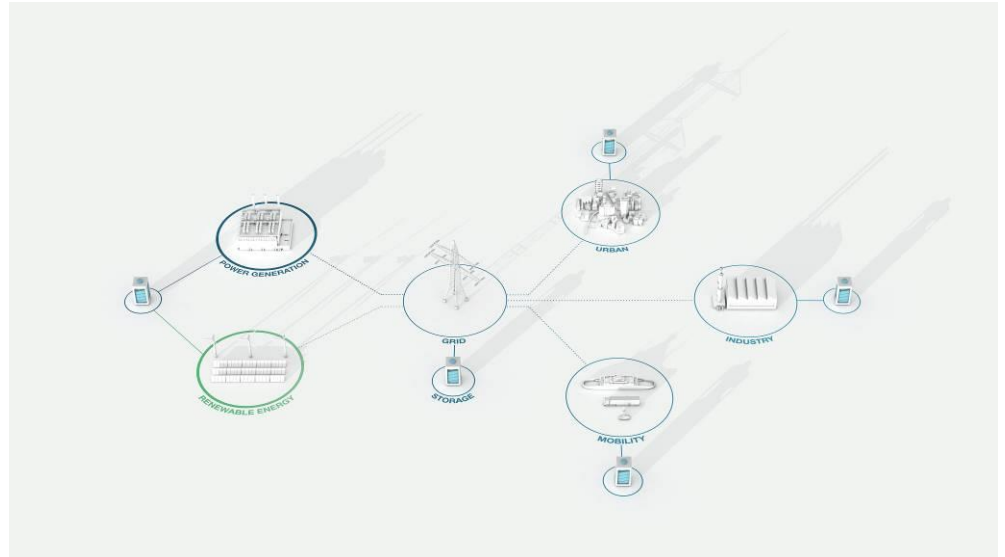 URBAN
POWER GENERATION
GRID
INDUSTRY
RENEWABLE ENERGY
STORAGE
MOBILITY